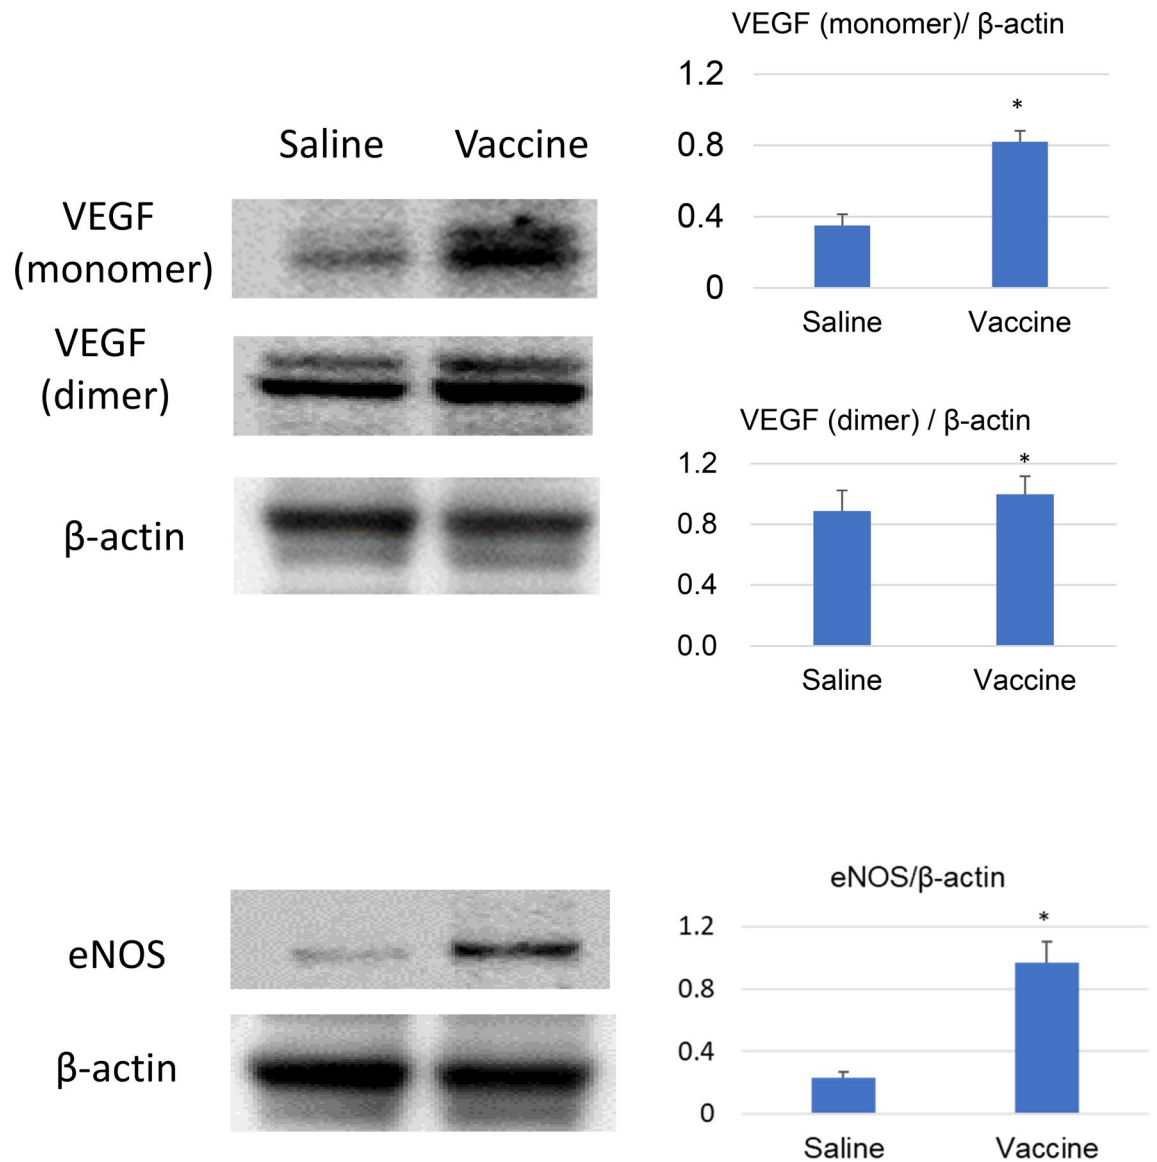 Saline Vaccine
VEGF
(monomer)
VEGF
(dimer)
β-actin
VEGF (monomer)/ β-actin
1.2
*
0.8
0.4
0
Saline Vaccine
VEGF (dimer) / β-actin
1.2
*
0.8
0.4
0.0
Saline Vaccine
eNOS
β-actin
eNOS/β-actin
1.2
*
0.8
0.4
0
Saline Vaccine